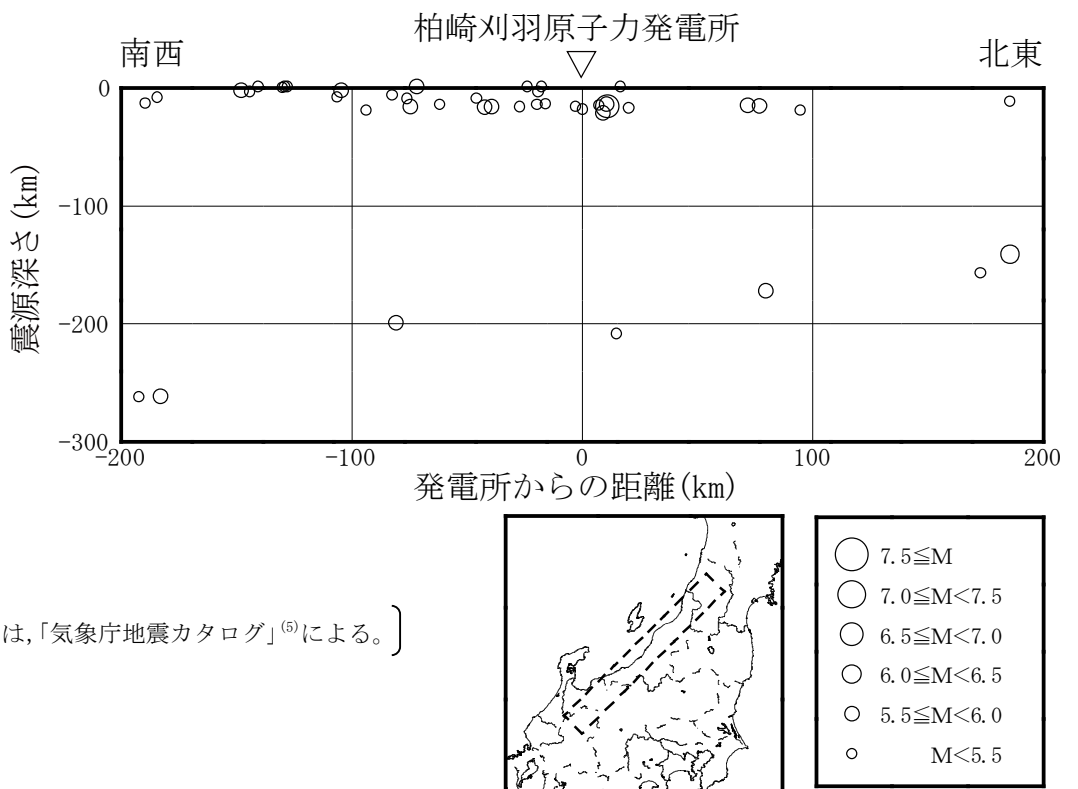 柏崎刈羽原子力発電所
南西
北東
0
-100
-200
-300
震源深さ(km)
-200
-100
0
100
200
発電所からの距離(km)
は,「気象庁地震カタログ」(5)による。
7.5≦M
7.0≦M<7.5
6.5≦M<7.0
6.0≦M<6.5
5.5≦M<6.0
M<5.5